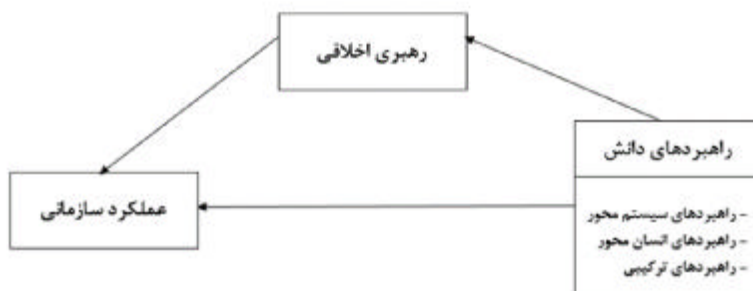 رهبری اخلاقی
راهبردهای دانش
عملکرد سازمانی
- راهبردهای سیستم محور
- راهبردهای انسان محور
- راهبردهای ترکیبی